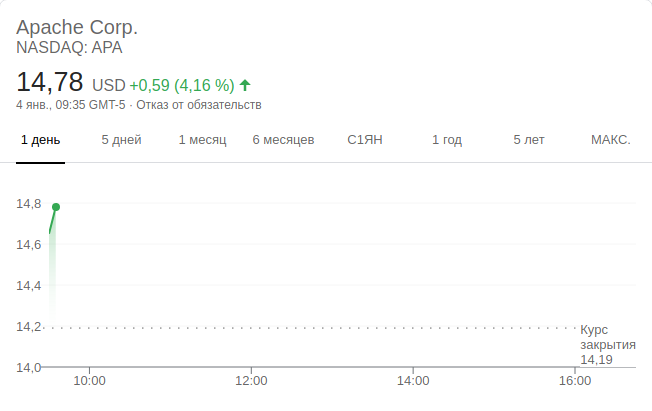 Apache Corp.
NASDAQ: APA
14,78 USD +0,59 (4,16 %)
4 янв., 09:35 GMT-5 · Отказ от обязательств
1 день 5 дней 1 месяц 6 месяцев С1ЯН 1 год 5 лет МАКС.
14,8
14,6
14,4
14,2
Курс
закрытия
14,19
14,0
10:00 12:00 14:00 16:00